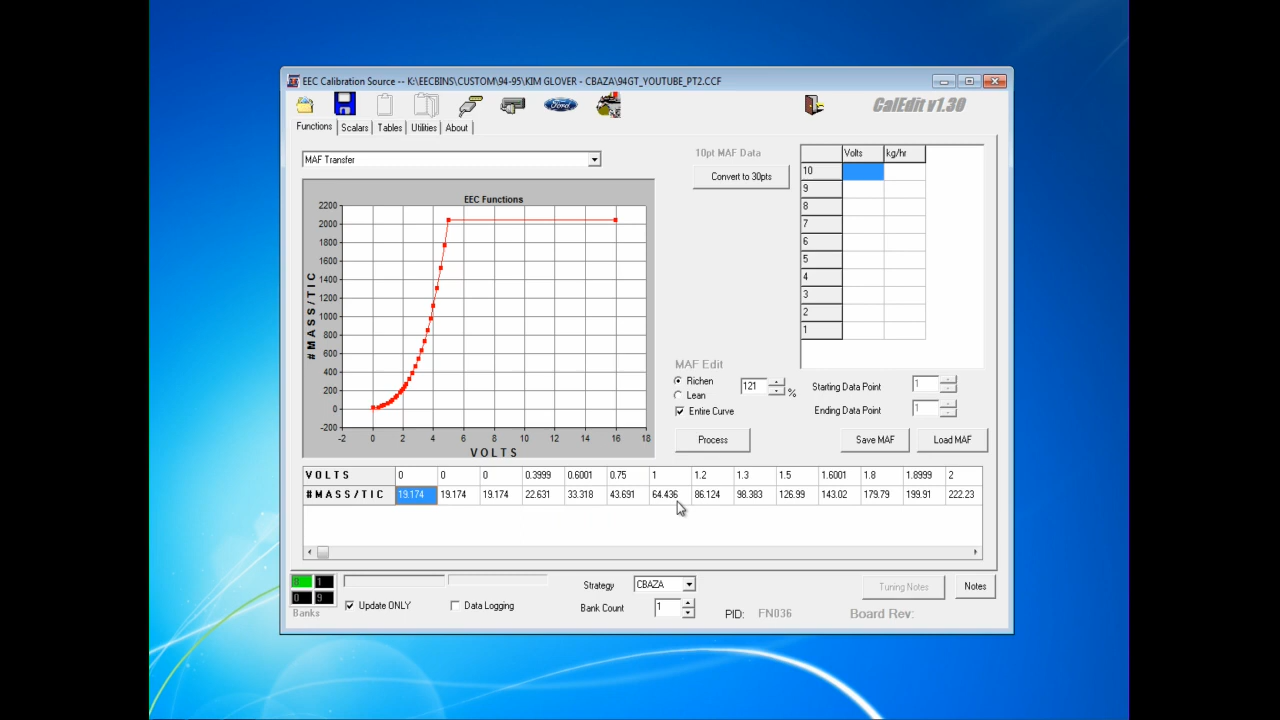 EEC Calibration Source -- K:\EECBINS\CUSTOM\94-95\KIM GLOVER - CBAZA\94GT_YOUTUBE_PT2.CCF
CalEdit v1.30
Functions Scalars Tables Utilities About
MAF Transfer
10pt MAF Data
Convert to 30pts
Volts kg/hr
10
9
8
7
6
5
4
3
2
1
EEC Functions
2200
2000
1800
1600
1400
1200
1000
800
600
400
200
0
-200
#MASS/TIC
-2 0 2 4 6 8 10 12 14 16 18
VOLTS
MAF Edit
Richen
Lean
121 %
Entire Curve
Starting Data Point 1
Ending Data Point 1
Process
Save MAF
Load MAF
VOLTS 0 0 0 0.3999 0.6001 0.75 1 1.2 1.3 1.5 1.6001 1.8 1.8999 2
#MASS/TIC 19.174 19.174 19.174 22.631 33.318 43.691 64.436 86.124 98.383 126.99 143.02 179.79 199.91 222.23
8 1
0 9
Banks
Update ONLY
Data Logging
Strategy CBAZA
Bank Count 1
Tuning Notes
Notes
PID: FN036
Board Rev: